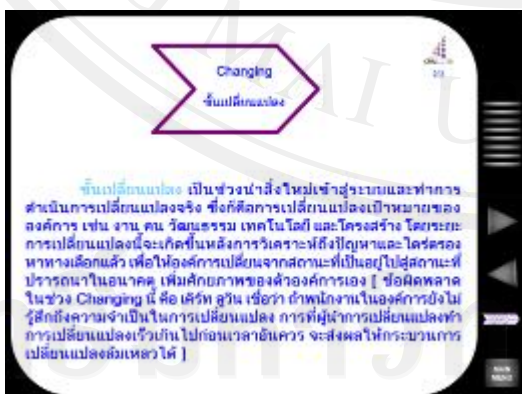 Changing
ขั้นเปลี่ยนแปลง
ขั้นเปลี่ยนแปลง เป็นช่วงนำสิ่งใหม่เข้าสู่ระบบและทำการ
ดำเนินการเปลี่ยนแปลงจริง ซึ่งก็คือการเปลี่ยนแปลงเป้าหมายของ
องค์การ เช่น งาน คน วัฒนธรรม เทคโนโลยี และโครงสร้าง โดยระยะ
การเปลี่ยนแปลงนี้จะเกิดขึ้นหลังการวิเคราะห์ถึงปัญหาและไตร่ตรอง
หาทางเลือกแล้ว เพื่อให้องค์การเปลี่ยนจากสถานะที่เป็นอยู่ไปสู่สถานะที่
ปรารถนาในอนาคต เพิ่มศักยภาพของตัวองค์การเอง [ ข้อผิดพลาด
ในช่วง Changing นี้ คือ เคิร์ท ลูวิน เชื่อว่า ถ้าพนักงานในองค์การยังไม่
รู้สึกถึงความจำเป็นในการเปลี่ยนแปลง การที่ผู้นำการเปลี่ยนแปลงทำ
การเปลี่ยนแปลงเร็วเกินไปก่อนเวลาอันควร จะส่งผลให้กระบวนการ
เปลี่ยนแปลงล้มเหลวได้ ]
MAIN
MENU
MAI U